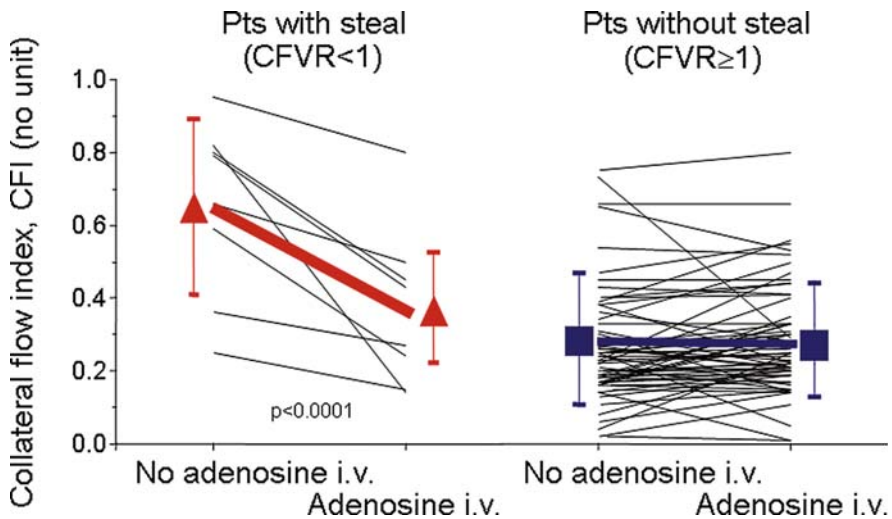 Pts with steal
(CFVR<1)
Pts without steal
(CFVR≥1)
Collateral flow index, CFI (no unit)
1.0
0.8
0.6
0.4
0.2
0.0
p<0.0001
No adenosine i.v.
Adenosine i.v.
No adenosine i.v.
Adenosine i.v.